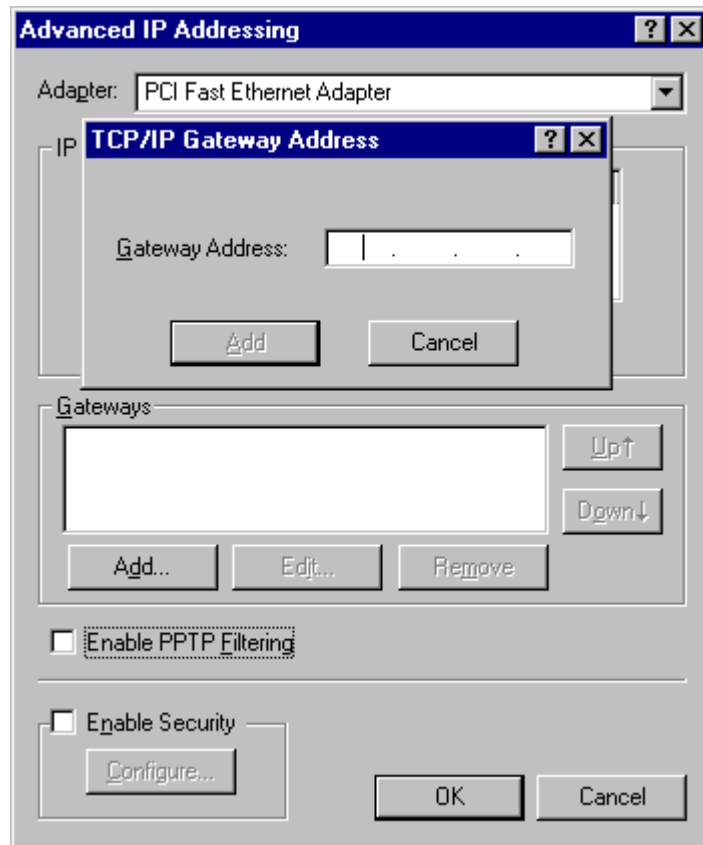 Advanced IP Addressing
Adapter: PCI Fast Ethernet Adapter
IP
TCP/IP Gateway Address
Gateway Address: . . .
Add Cancel
Gateways
Up↑
Down↓
Add... Edit... Remove
Enable PPTP Filtering
Enable Security
Configure...
OK Cancel